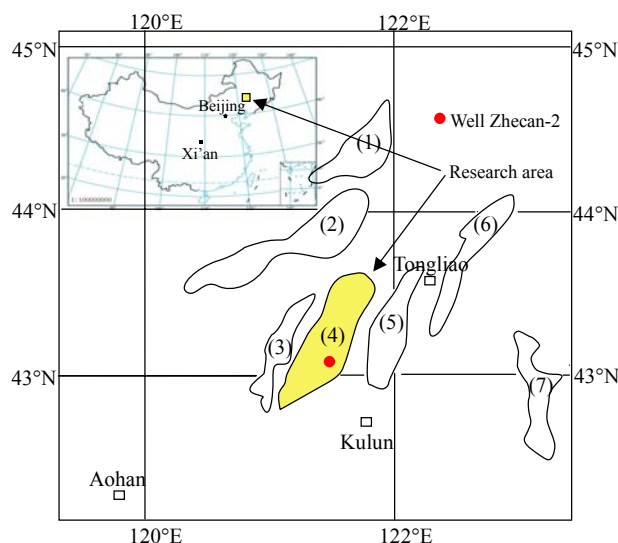 120°E 122°E
45°N 45°N
Beijing
Xi'an
Well Zhecan-2
(1)
Research area
44°N 44°N
(2)
(6)
Tongliao
(5)
(4)
(3)
43°N 43°N
(7)
Kulun
Aohan
120°E 122°E